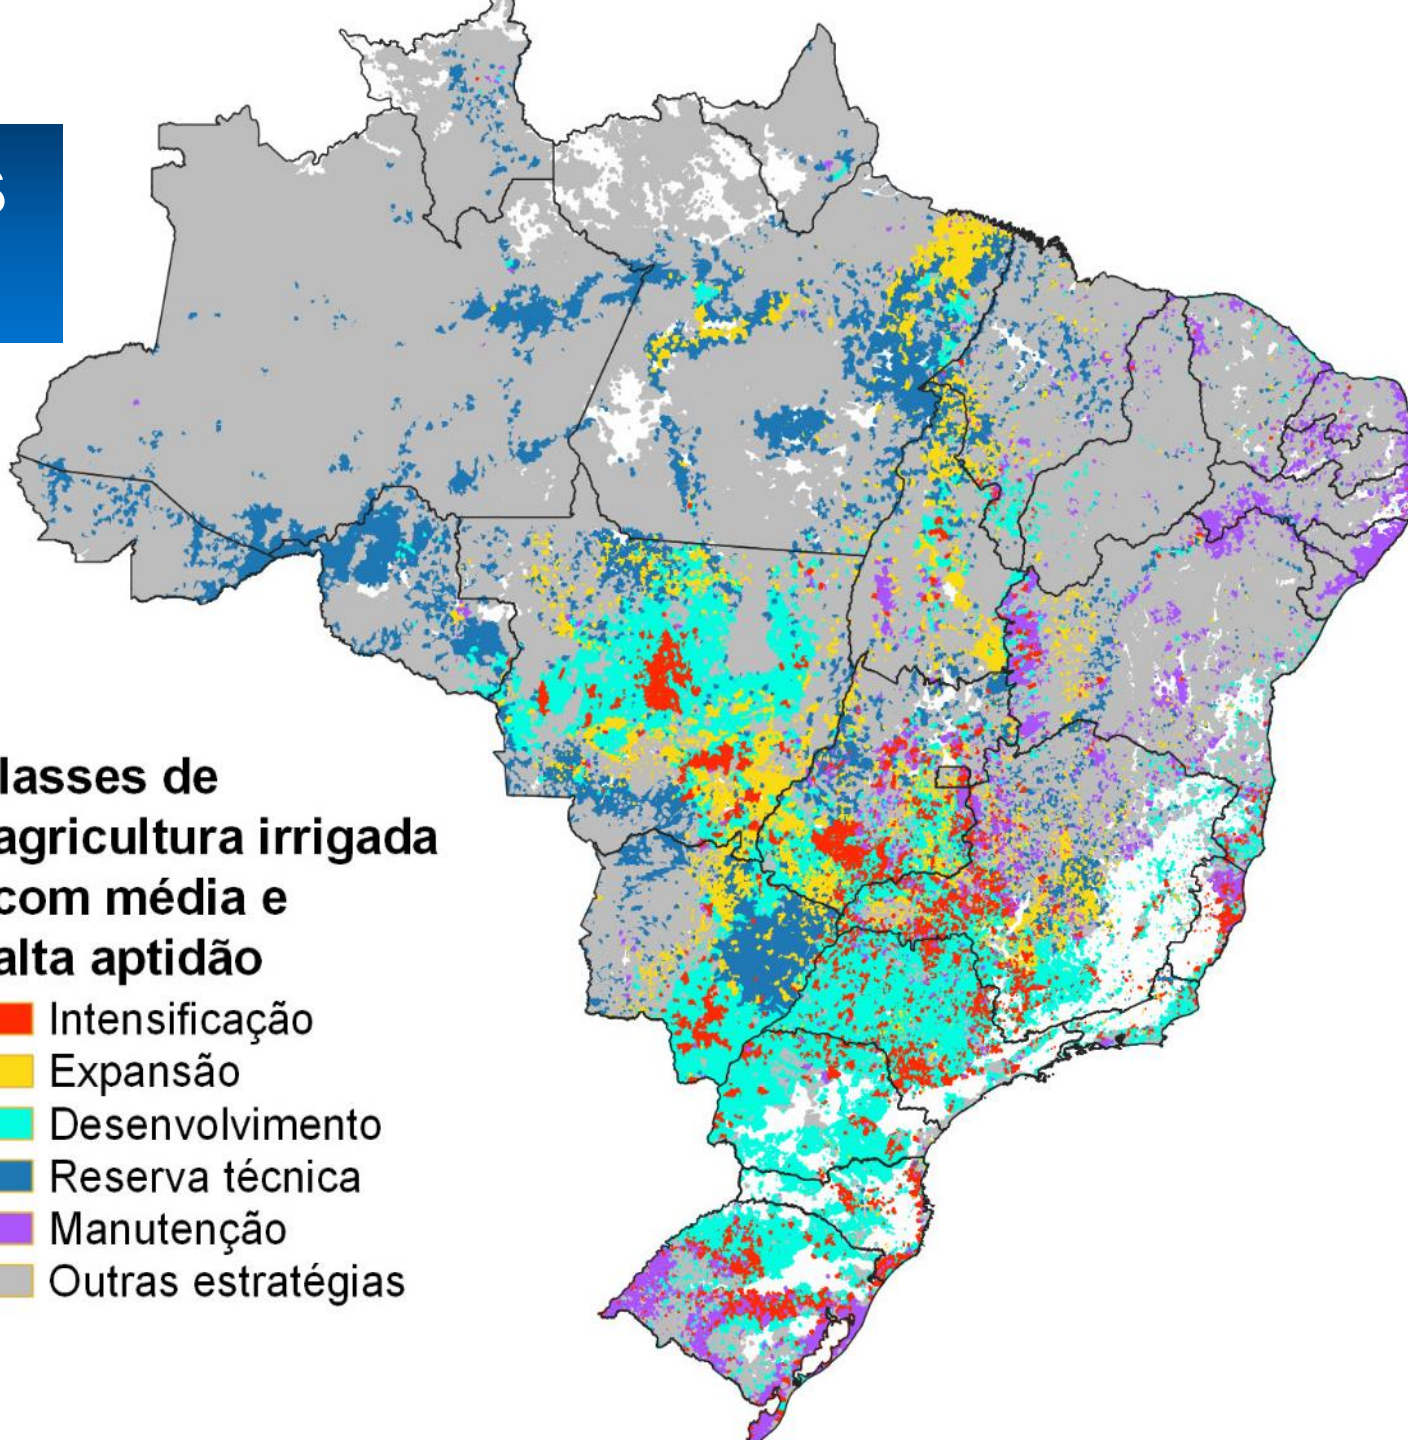 S
lasses de
agricultura irrigada
com média e
alta aptidão
Intensificação
Expansão
Desenvolvimento
Reserva técnica
Manutenção
Outras estratégias